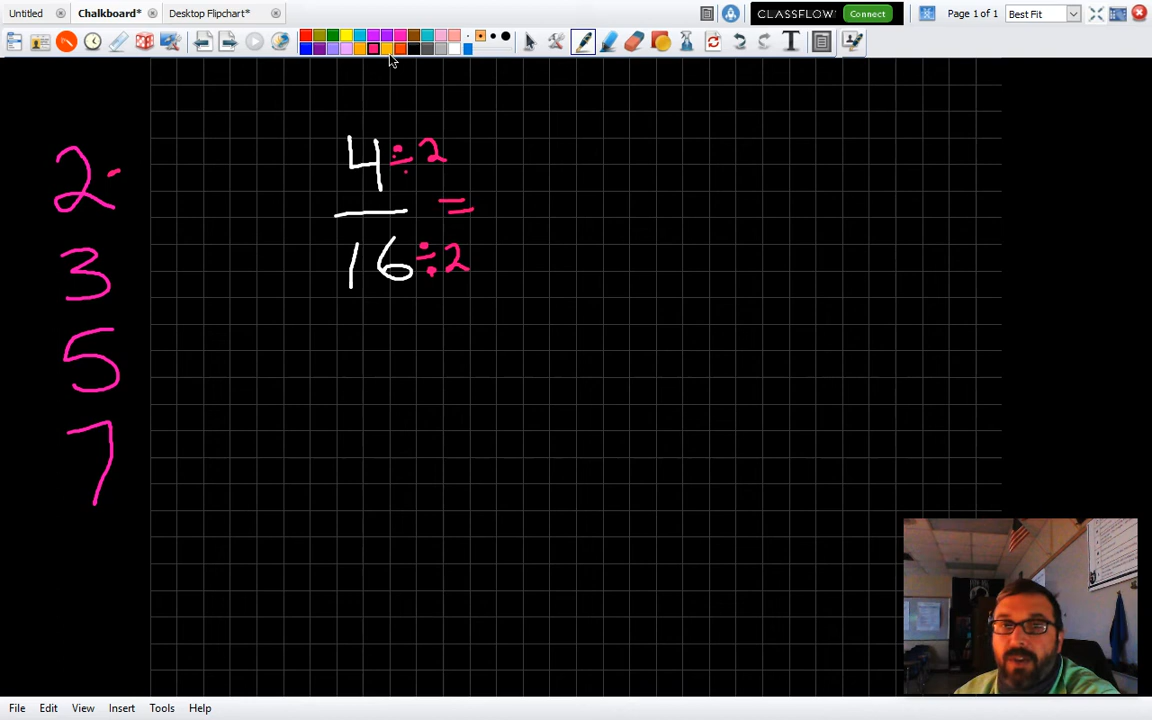 Untitled Chalkboard* Desktop Flipchart*
CLASSFLOW Connect Page 1 of 1 Best Fit
T
4 ÷ 2
=
16 ÷ 2
2
3
5
7
File Edit View Insert Tools Help